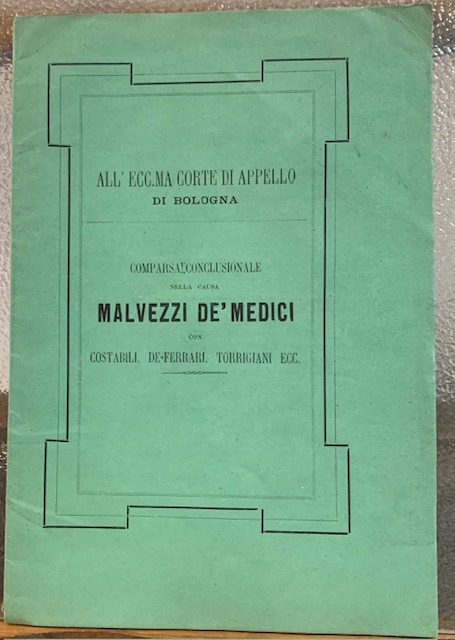 ALL' ECC.MA CORTE DI APPELLO
DI BOLOGNA
COMPARSA CONCLUSIONALE
NELLA CAUSA
MALVEZZI DE' MEDICI
CON
COSTABILI, DE-FERRARI, TORRIGIANI ECC.